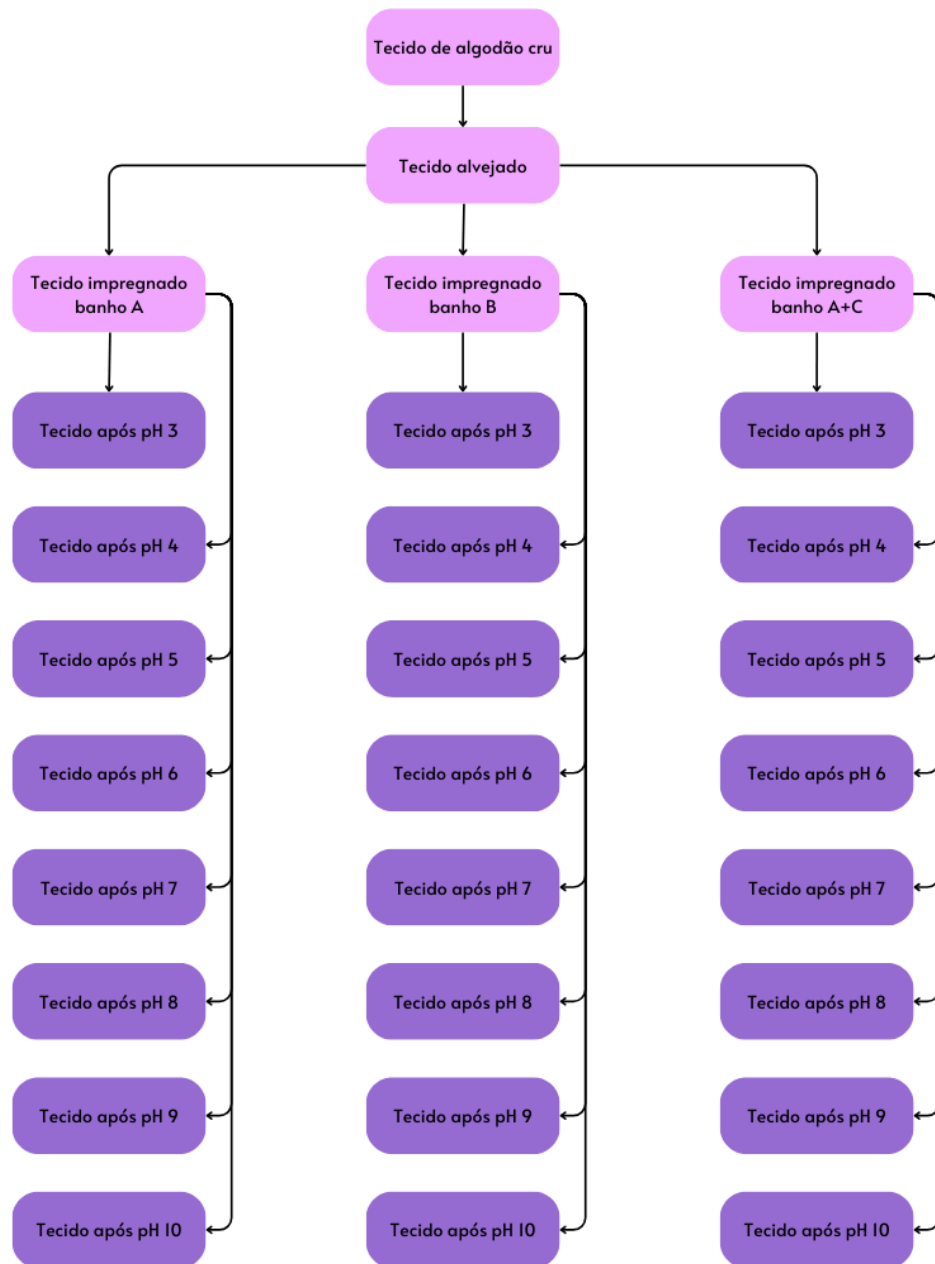 Tecido de algodão cru
Tecido alvejado
Tecido impregnado
banho A
Tecido impregnado
banho B
Tecido impregnado
banho A+C
Tecido após pH 3
Tecido após pH 3
Tecido após pH 3
Tecido após pH 4
Tecido após pH 4
Tecido após pH 4
Tecido após pH 5
Tecido após pH 5
Tecido após pH 5
Tecido após pH 6
Tecido após pH 6
Tecido após pH 6
Tecido após pH 7
Tecido após pH 7
Tecido após pH 7
Tecido após pH 8
Tecido após pH 8
Tecido após pH 8
Tecido após pH 9
Tecido após pH 9
Tecido após pH 9
Tecido após pH 10
Tecido após pH 10
Tecido após pH 10